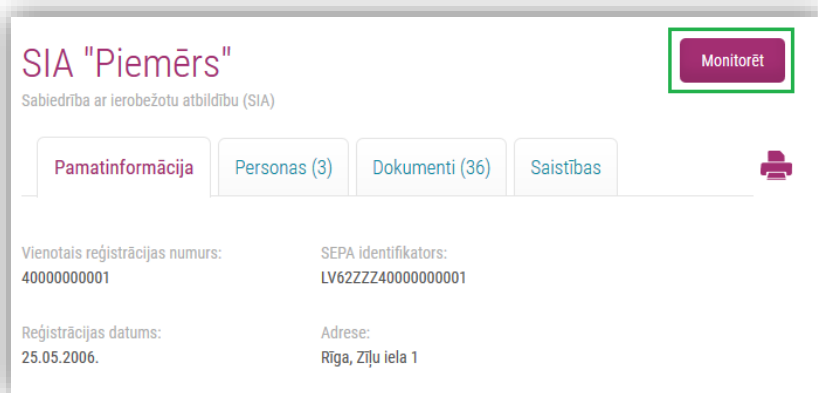 SIA "Piemērs"
Monitorēt
Sabiedrība ar ierobežotu atbildību (SIA)
Pamatinformācija Personas (3) Dokumenti (36) Saistības
Vienotais reģistrācijas numurs: SEPA identifikators:
40000000001 LV62ZZZ40000000001
Reģistrācijas datums: Adrese:
25.05.2006. Rīga, Zīļu iela 1